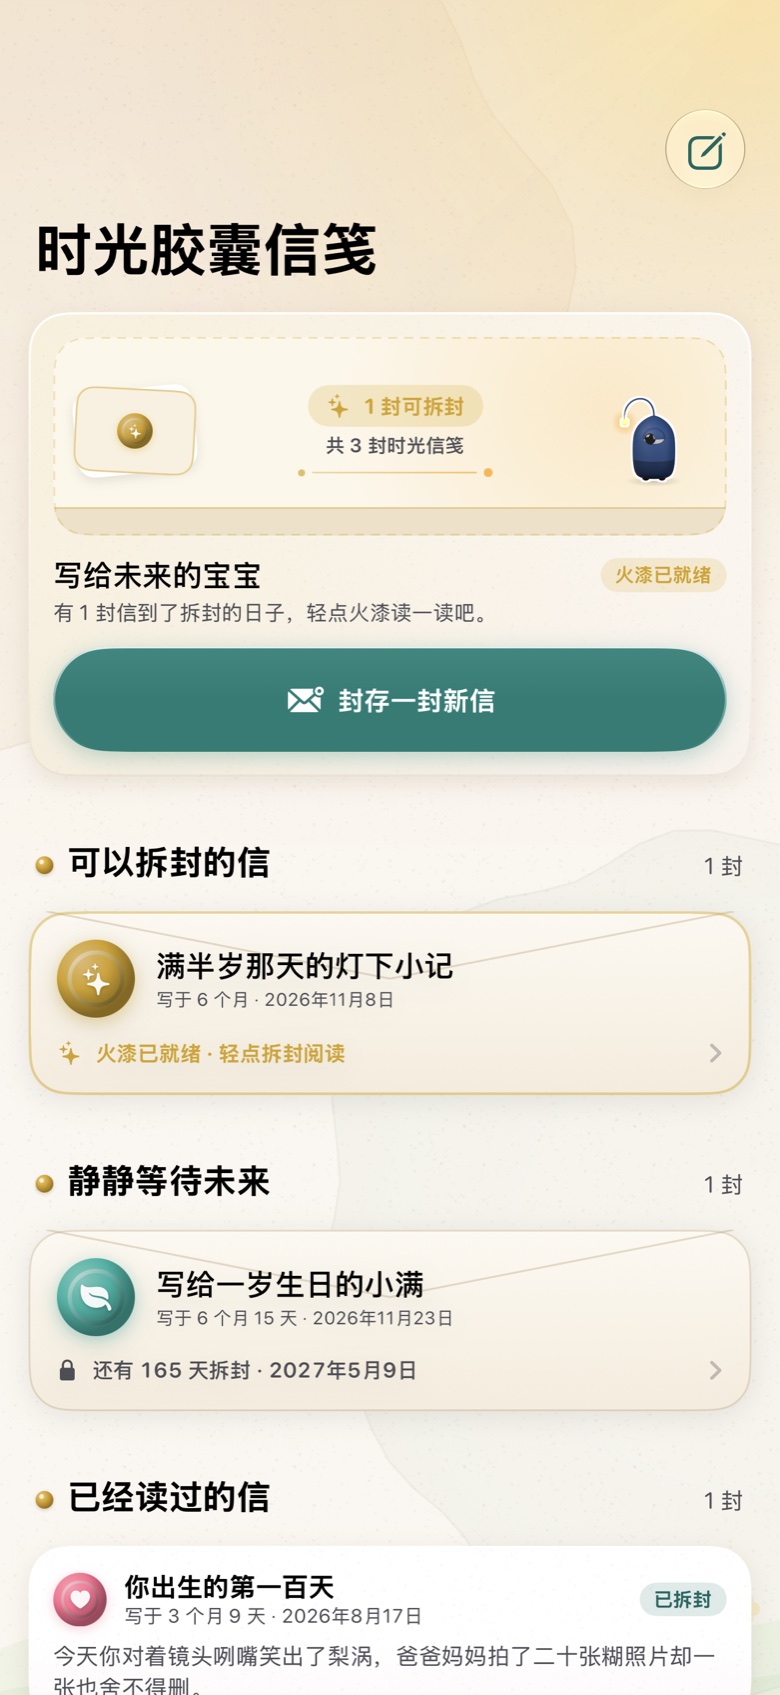 时光胶囊信笺
1 封可拆封
共 3 封时光信笺
写给未来的宝宝
火漆已就绪
有 1 封信到了拆封的日子，轻点火漆读一读吧。
封存一封新信
可以拆封的信
1 封
满半岁那天的灯下小记
写于 6 个月 · 2026年11月8日
火漆已就绪 · 轻点拆封阅读
静静等待未来
1 封
写给一岁生日的小满
写于 6 个月 15 天 · 2026年11月23日
还有 165 天拆封 · 2027年5月9日
已经读过的信
1 封
你出生的第一百天
写于 3 个月 9 天 · 2026年8月17日
已拆封
今天你对着镜头咧嘴笑出了梨涡，爸爸妈妈拍了二十张糊照片却一
张也舍不得删。